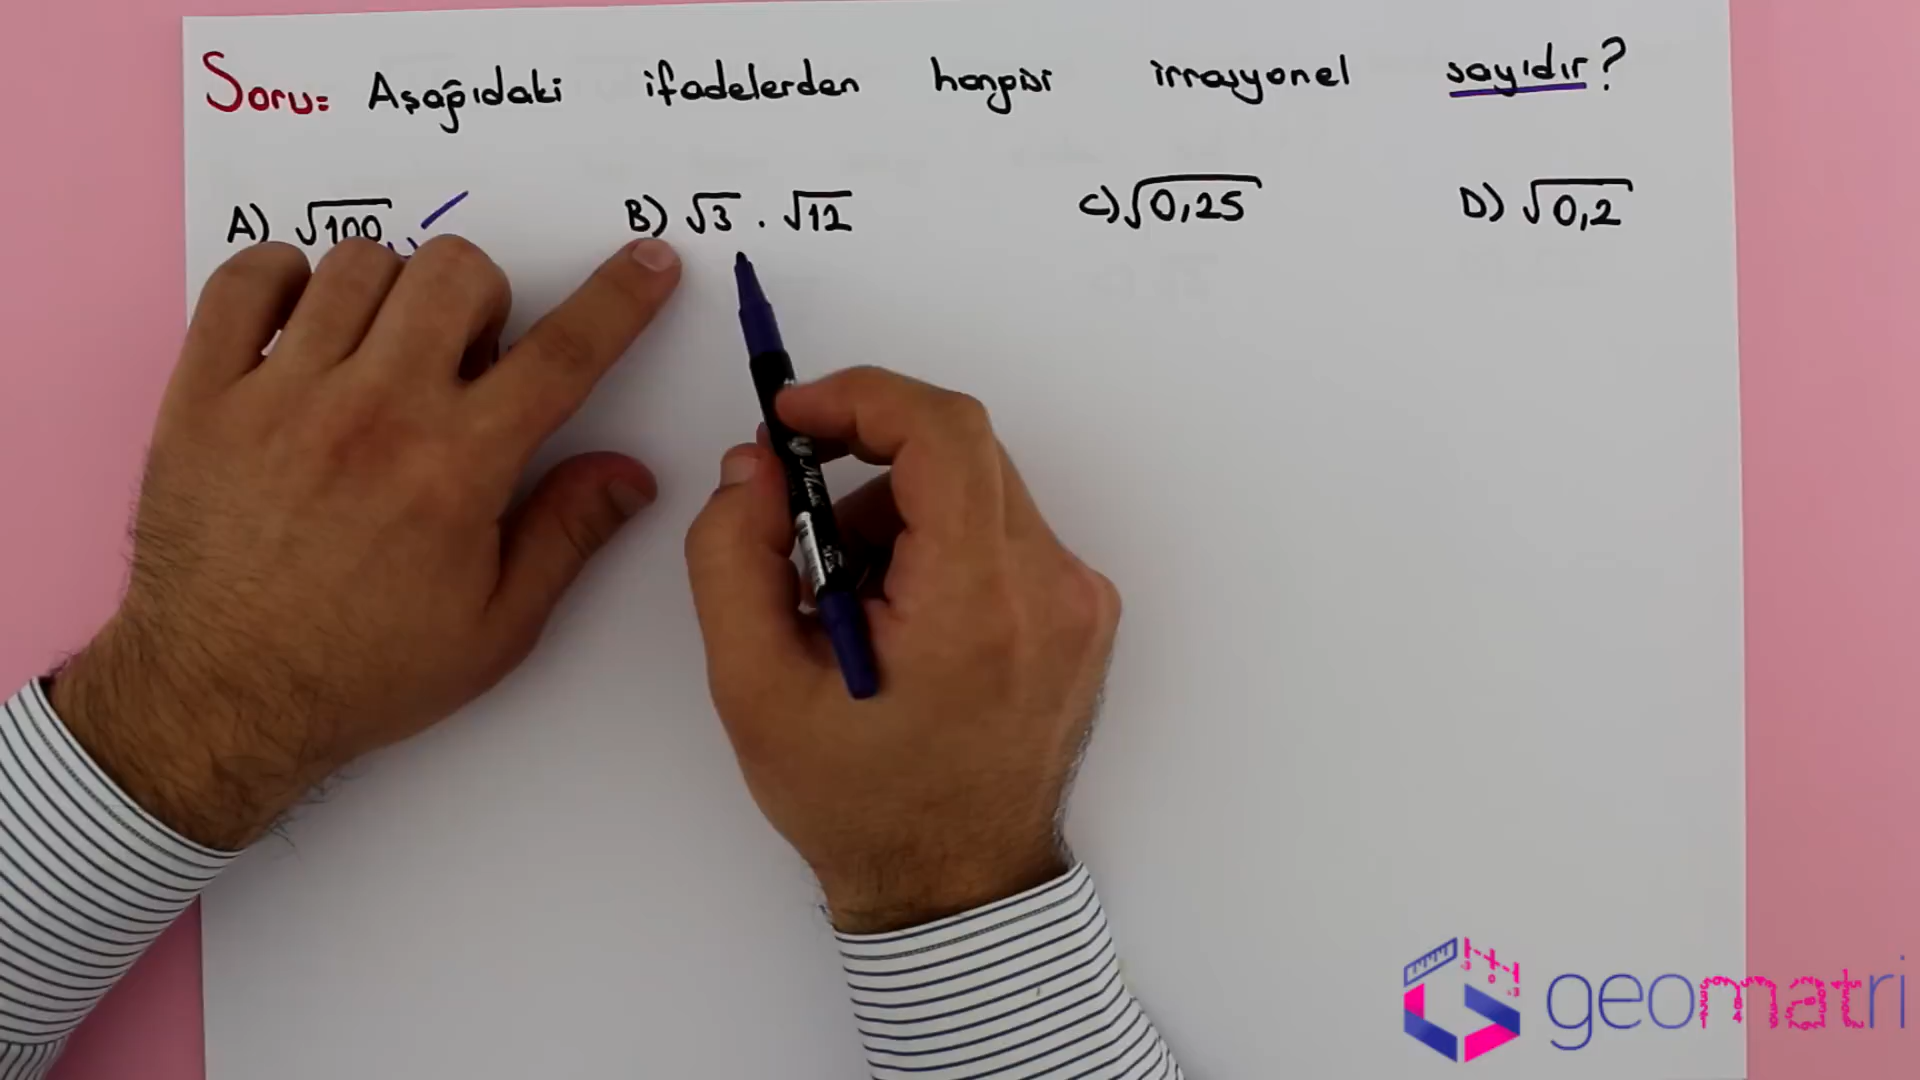 Soru: Aşağıdaki ifadelerden hangisi irrasyonel sayıdır?
A) √100 B) √3 . √12 C) √0,25 D) √0,2
geomatri